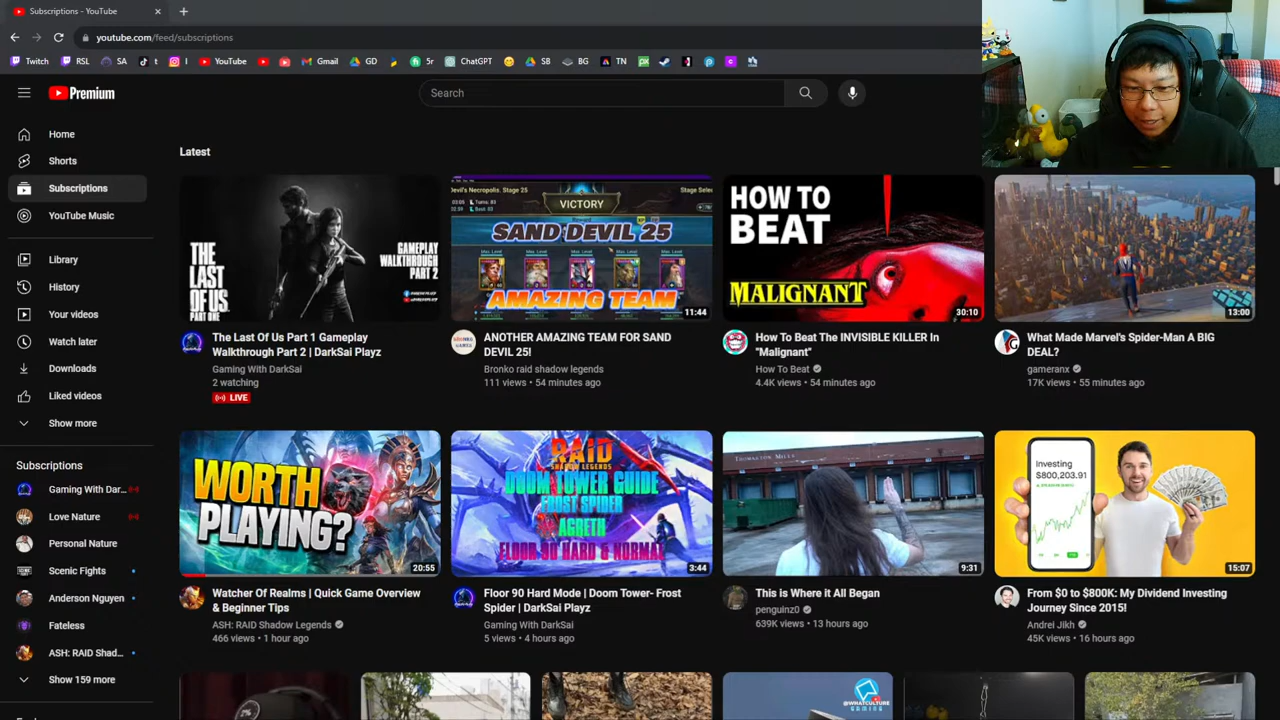 Subscriptions - YouTube
youtube.com/feed/subscriptions
Twitch
RSL
SA
t
I
YouTube
Gmail
GD
5r
ChatGPT
SB
BG
TN
Premium
Search
Home
Shorts
Subscriptions
YouTube Music
Library
History
Your videos
Watch later
Downloads
Liked videos
Show more
Subscriptions
Gaming With Dar...
Love Nature
Personal Nature
Scenic Fights
Anderson Nguyen
Fateless
ASH: RAID Shad...
Show 159 more
Latest
THE
LAST
OF US
PART ONE
GAMEPLAY
WALKTHROUGH
PART 2
The Last Of Us Part 1 Gameplay
Walkthrough Part 2 | DarkSai Playz
Gaming With DarkSai
2 watching
LIVE
Devil's Necropolis. Stage 25
VICTORY
SAND DEVIL 25
AMAZING TEAM
11:44
ANOTHER AMAZING TEAM FOR SAND
DEVIL 25!
Bronko raid shadow legends
111 views • 54 minutes ago
HOW TO
BEAT
MALIGNANT
30:10
How To Beat The INVISIBLE KILLER In
"Malignant"
How To Beat
4.4K views • 54 minutes ago
13:00
What Made Marvel's Spider-Man A BIG
DEAL?
gameranx
17K views • 55 minutes ago
WORTH
PLAYING?
20:55
Watcher Of Realms | Quick Game Overview
& Beginner Tips
ASH: RAID Shadow Legends
466 views • 1 hour ago
RAID
SHADOW LEGENDS
DOOM TOWER GUIDE
FROST SPIDER
AGRETH
FLOOR 90 HARD & NORMAL
3:44
Floor 90 Hard Mode | Doom Tower- Frost
Spider | DarkSai Playz
Gaming With DarkSai
5 views • 4 hours ago
9:31
This is Where it All Began
penguinz0
639K views • 13 hours ago
Investing
$800,203.91
15:07
From $0 to $800K: My Dividend Investing
Journey Since 2015!
Andrei Jikh
45K views • 16 hours ago
@WHATCULTURE
GAMING